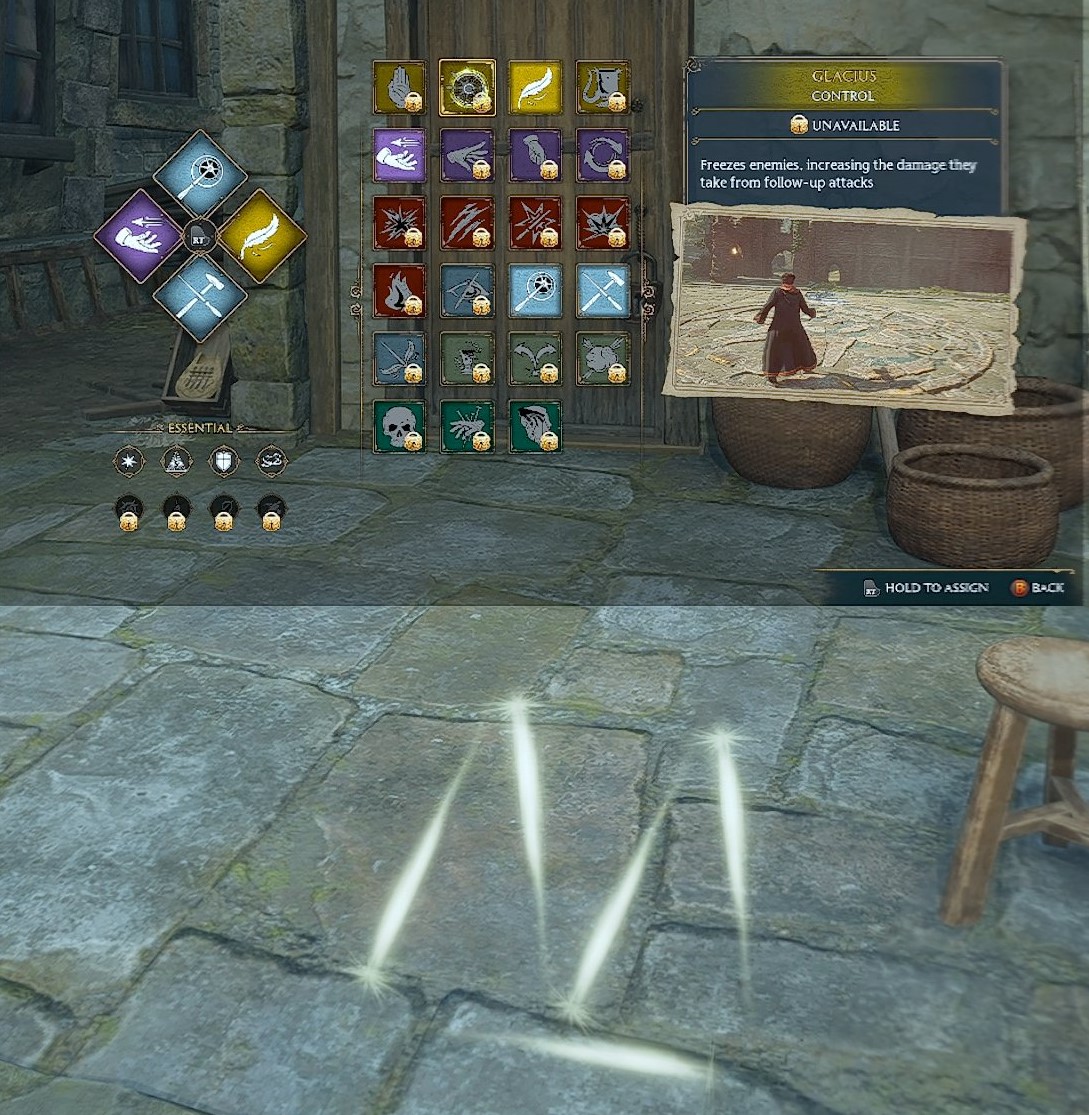 GLACIUS
CONTROL
UNAVAILABLE
Freezes enemies, increasing the damage they
take from follow-up attacks
RT
ESSENTIAL
RT HOLD TO ASSIGN
B BACK